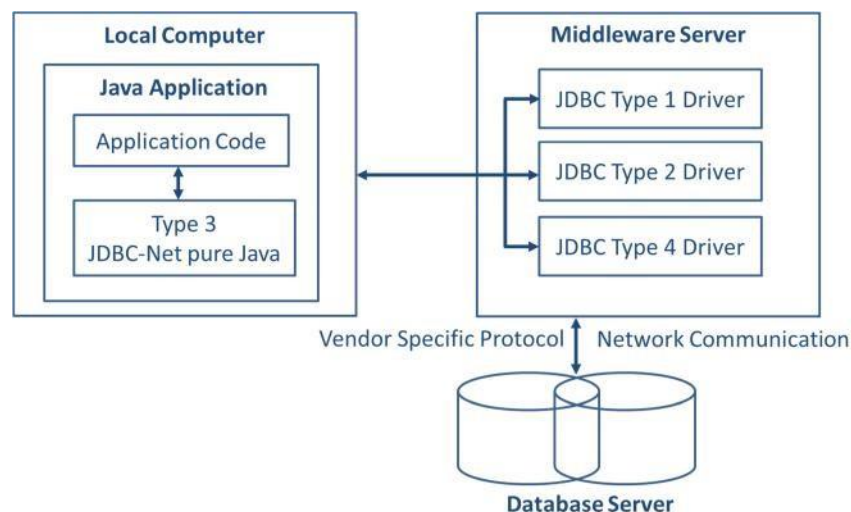 Local Computer
Java Application
Application Code
Type 3
JDBC-Net pure Java
Middleware Server
JDBC Type 1 Driver
JDBC Type 2 Driver
JDBC Type 4 Driver
Vendor Specific Protocol
Network Communication
Database Server